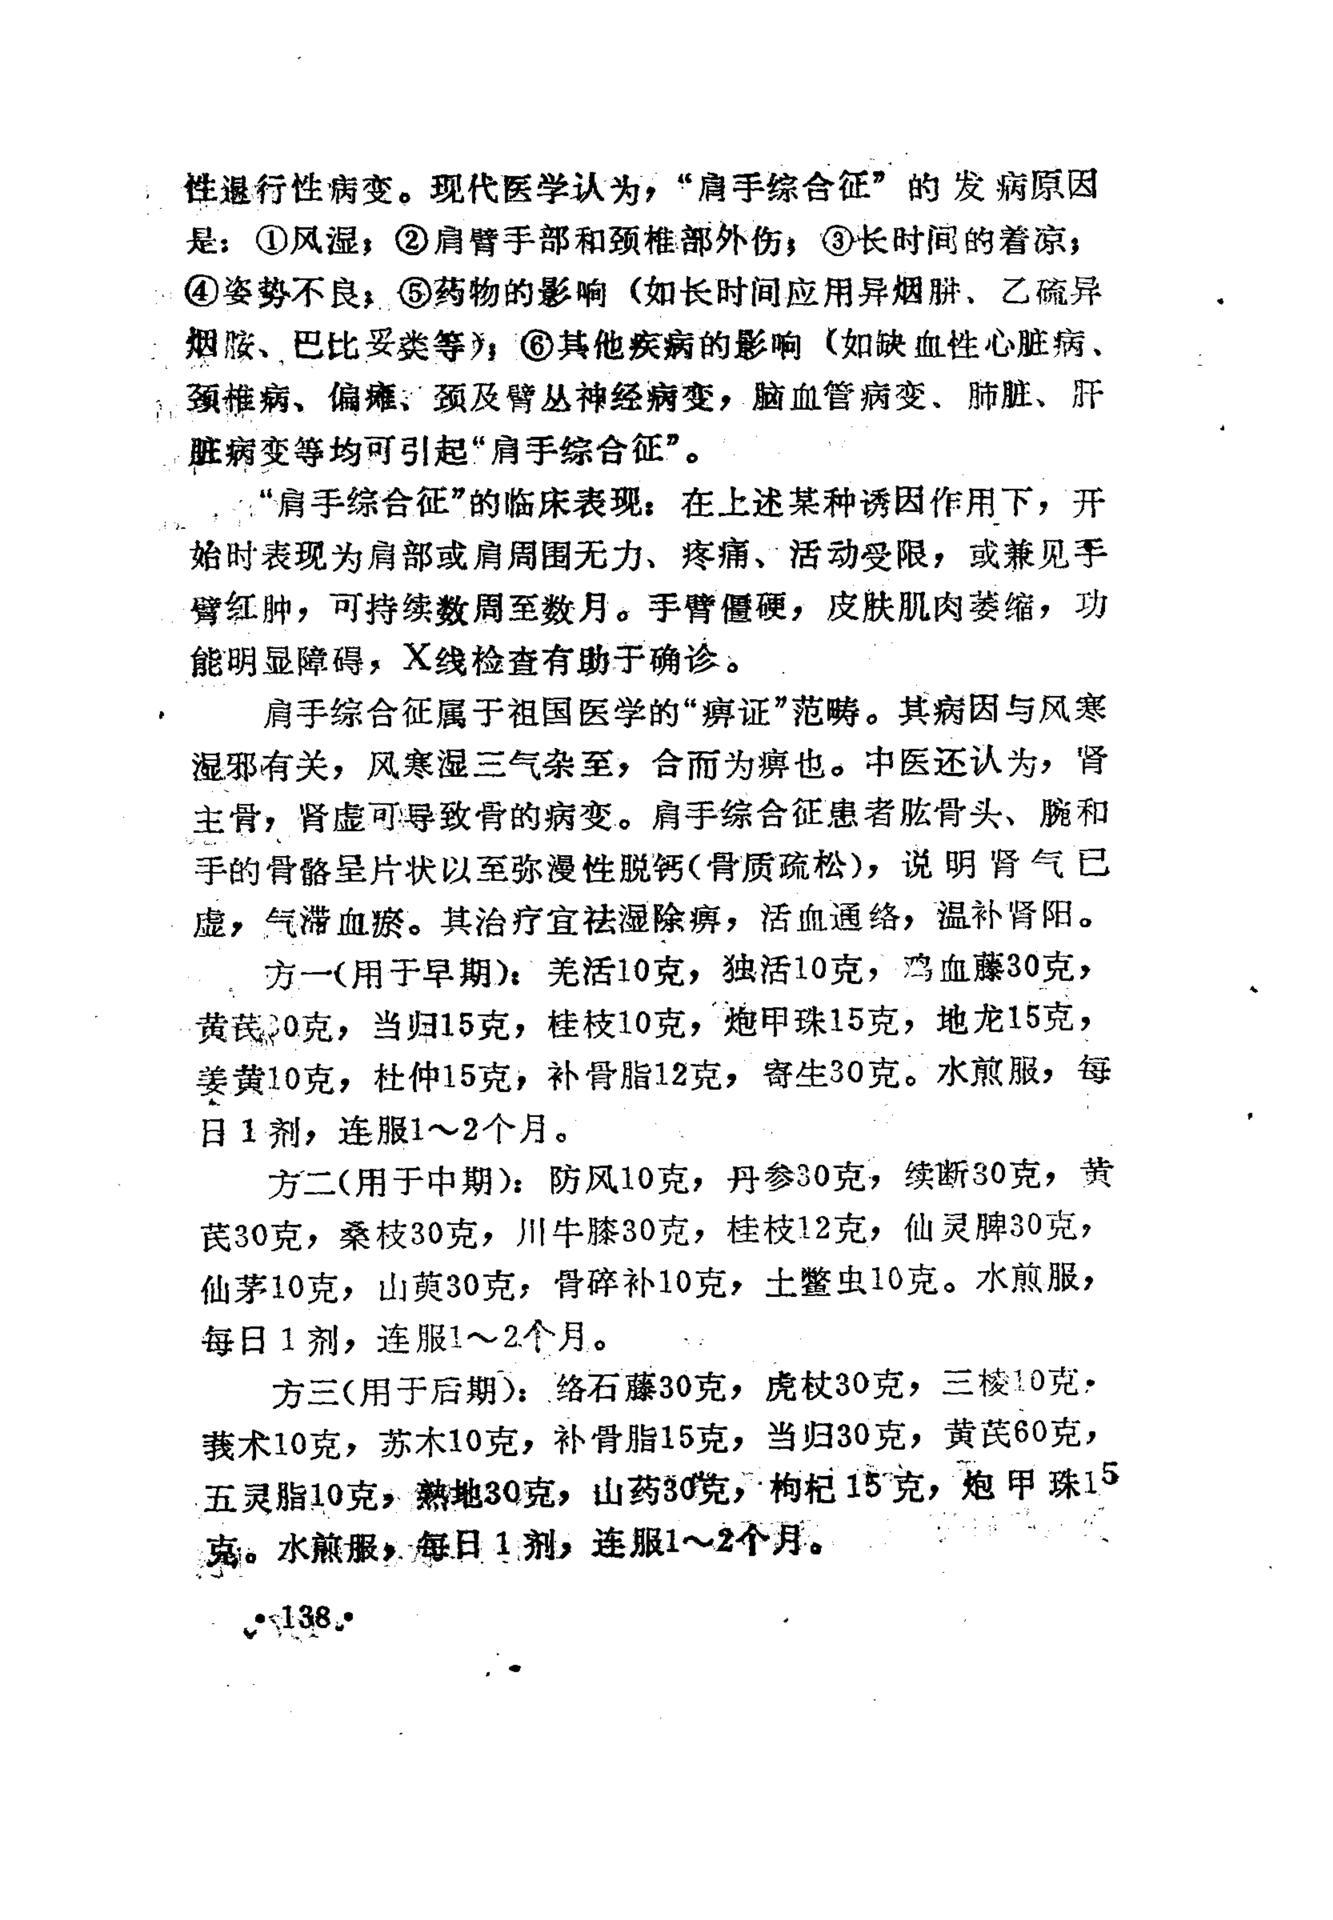 性退行性病变。现代医学认为，“肩手综合征”的发病原因
是：①风湿；②肩臂手部和颈椎部外伤；③长时间的着凉；
④姿势不良；⑤药物的影响（如长时间应用异烟肼、乙硫异
烟胺、巴比妥类等）；⑥其他疾病的影响（如缺血性心脏病、
颈椎病、偏瘫、颈及臂丛神经病变，脑血管病变、肺脏、肝
脏病变等均可引起“肩手综合征”。
“肩手综合征”的临床表现：在上述某种诱因作用下，开
始时表现为肩部或肩周围无力、疼痛、活动受限，或兼见手
臂红肿，可持续数周至数月。手臂僵硬，皮肤肌肉萎缩，功
能明显障碍，X线检查有助于确诊。
肩手综合征属于祖国医学的“痹证”范畴。其病因与风寒
湿邪有关，风寒湿三气杂至，合而为痹也。中医还认为，肾
主骨，肾虚可导致骨的病变。肩手综合征患者肱骨头、腕和
手的骨骼呈片状以至弥漫性脱钙（骨质疏松），说明肾气已
虚，气滞血瘀。其治疗宜祛湿除痹，活血通络，温补肾阳。
方一（用于早期）：羌活10克，独活10克，鸡血藤30克，
黄芪30克，当归15克，桂枝10克，炮甲珠15克，地龙15克，
姜黄10克，杜仲15克，补骨脂12克，寄生30克。水煎服，每
日1剂，连服1～2个月。
方二（用于中期）：防风10克，丹参30克，续断30克，黄
芪30克，桑枝30克，川牛膝30克，桂枝12克，仙灵脾30克，
仙茅10克，山萸30克，骨碎补10克，土鳖虫10克。水煎服，
每日1剂，连服1～2个月。
方三（用于后期）：络石藤30克，虎杖30克，三棱10克，
莪术10克，苏木10克，补骨脂15克，当归30克，黄芪60克，
五灵脂10克，熟地30克，山药30克，枸杞15克，炮甲珠15
克。水煎服，每日1剂，连服1～2个月。
•138•